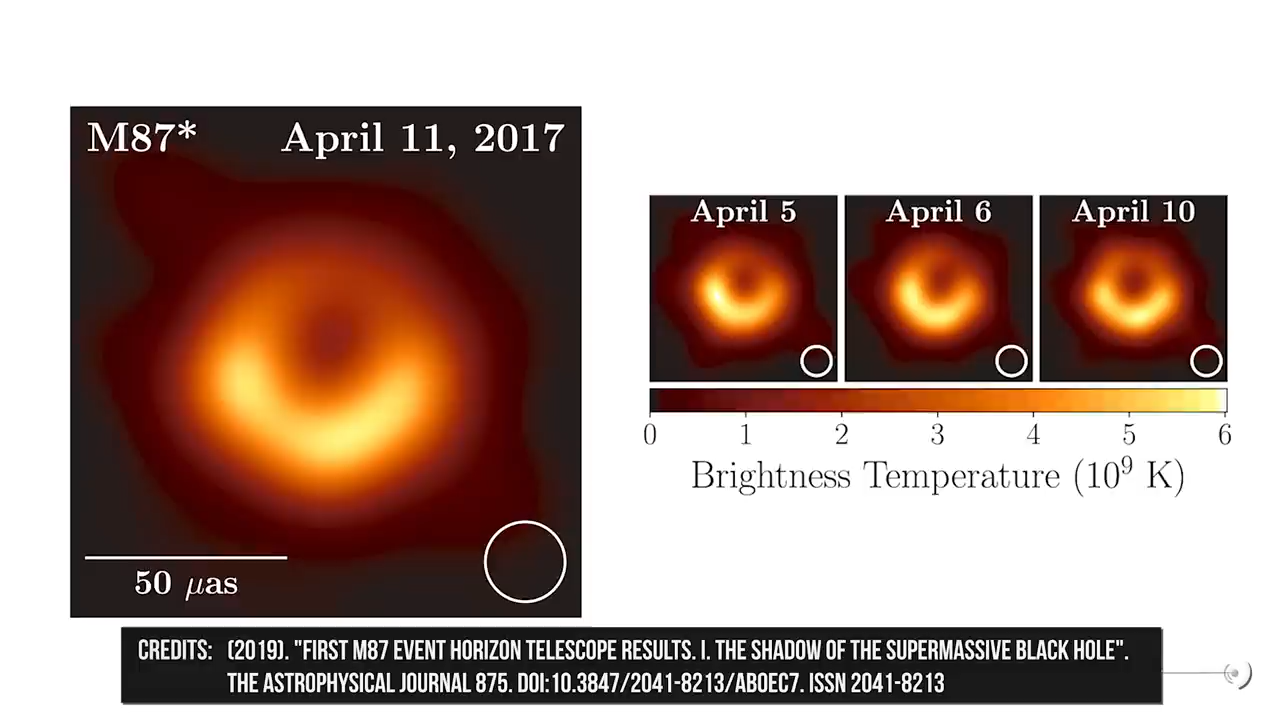 M87* April 11, 2017
50 μas
April 5 April 6 April 10
0 1 2 3 4 5 6
Brightness Temperature (10⁹ K)
CREDITS: (2019). "FIRST M87 EVENT HORIZON TELESCOPE RESULTS. I. THE SHADOW OF THE SUPERMASSIVE BLACK HOLE".
THE ASTROPHYSICAL JOURNAL 875. DOI:10.3847/2041-8213/AB0EC7. ISSN 2041-8213